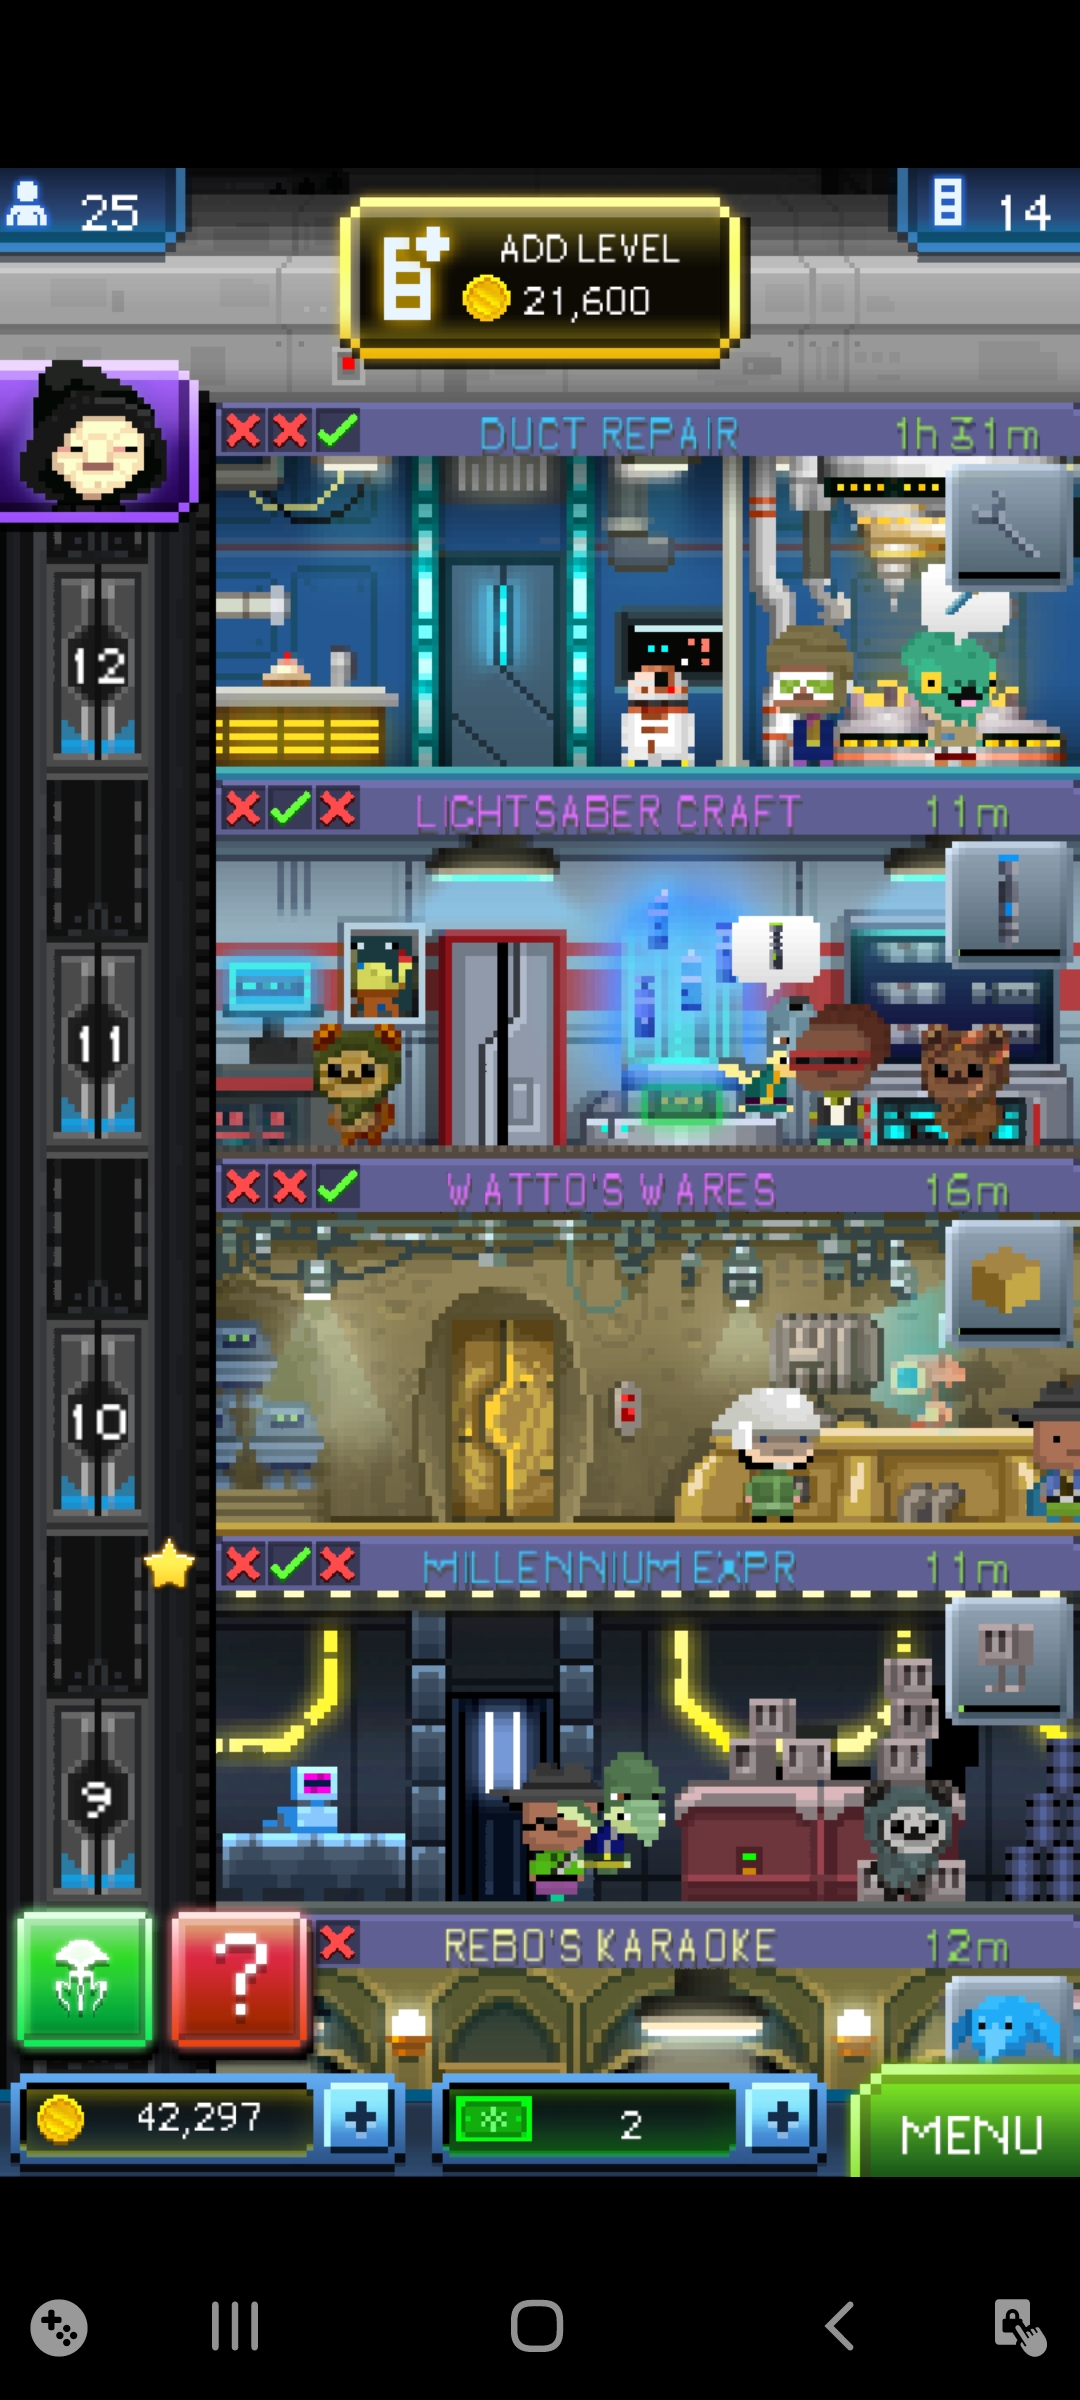 25
ADD LEVEL
21,600
14
DUCT REPAIR
1h 31m
12
LIGHTSABER CRAFT
11m
11
WATTO'S WARES
16m
10
MILLENNIUM EXPR
11m
9
?
REBO'S KARAOKE
12m
42,297
+
2
+
MENU